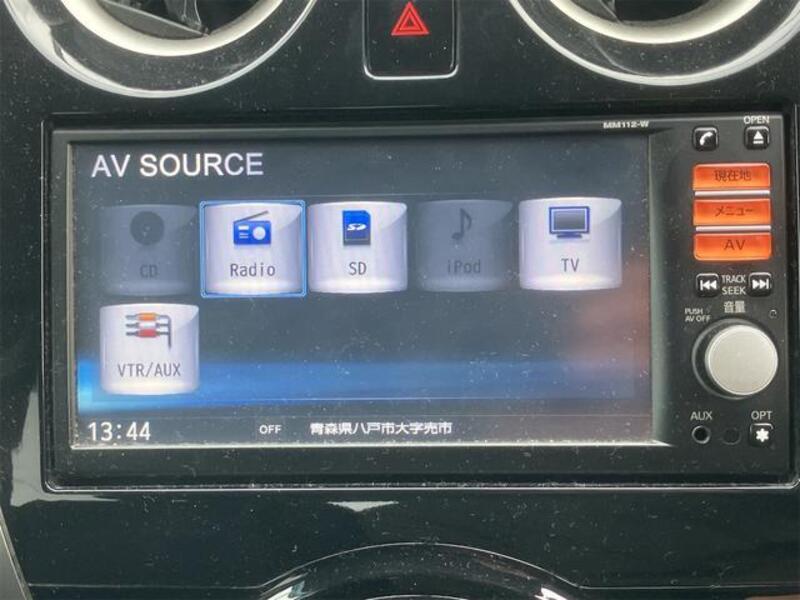 MM112-W
OPEN
AV SOURCE
現在地
メニュー
AV
CD
Radio
SD
iPod
TV
TRACK
SEEK
音量
PUSH
AV OFF
VTR/AUX
AUX
OPT
13:44
OFF
青森県八戸市大字売市